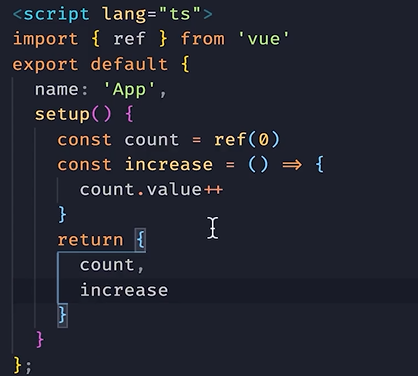 <script lang="ts">
import { ref } from 'vue'
export default {
  name: 'App',
  setup() {
    const count = ref(0)
    const increase = () => {
      count.value++
    }
    return {
      count,
      increase
    }
  }
};